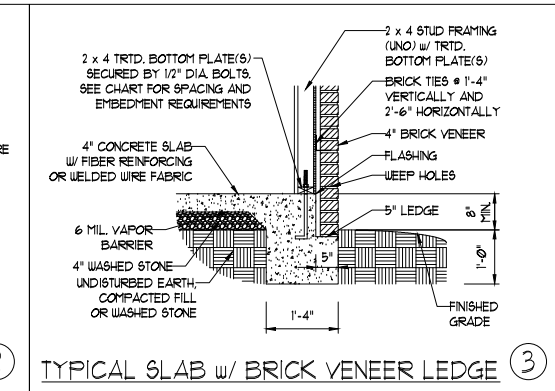 2 x 4 TRTD. BOTTOM PLATE(S)
SECURED BY 1/2" DIA. BOLTS.
SEE CHART FOR SPACING AND
EMBEDMENT REQUIREMENTS
4" CONCRETE SLAB
W/ FIBER REINFORCING
OR WELDED WIRE FABRIC
6 MIL. VAPOR
BARRIER
4" WASHED STONE
UNDISTURBED EARTH,
COMPACTED FILL
OR WASHED STONE
2 x 4 STUD FRAMING
(UNO) w/ TRTD.
BOTTOM PLATE(S)
BRICK TIES @ 1'-4"
VERTICALLY AND
2'-6" HORIZONTALLY
4" BRICK VENEER
FLASHING
WEEP HOLES
5" LEDGE
8"
MIN.
1'-0"
5"
1'-4"
FINISHED
GRADE
TYPICAL SLAB w/ BRICK VENEER LEDGE 3
RE